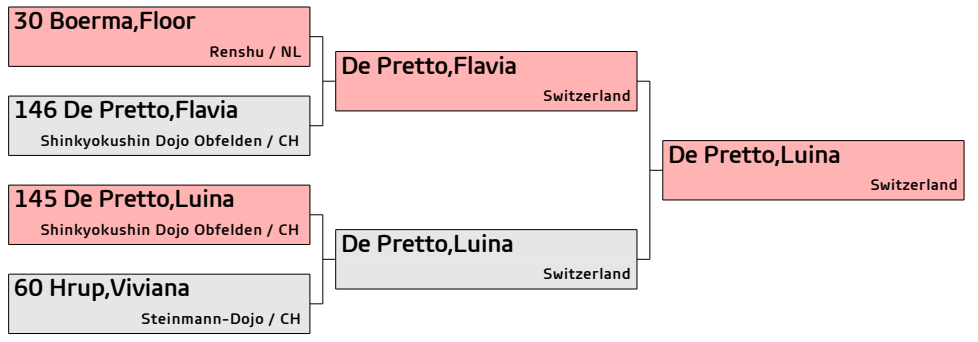 30 Boerma,Floor
Renshu / NL
146 De Pretto,Flavia
Shinkyokushin Dojo Obfelden / CH
145 De Pretto,Luina
Shinkyokushin Dojo Obfelden / CH
60 Hrup,Viviana
Steinmann-Dojo / CH
De Pretto,Flavia
Switzerland
De Pretto,Luina
Switzerland
De Pretto,Luina
Switzerland